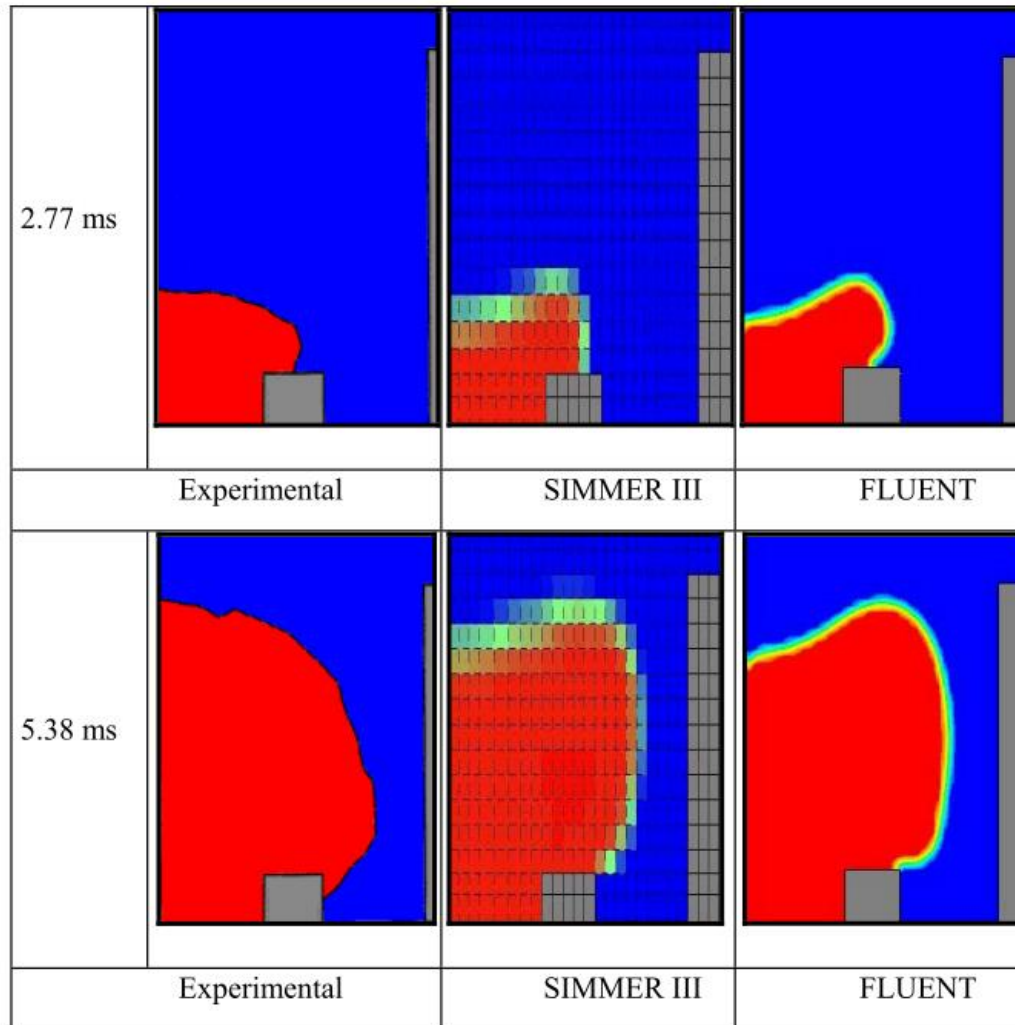 2.77 ms
Experimental
SIMMER III
FLUENT
5.38 ms
Experimental
SIMMER III
FLUENT